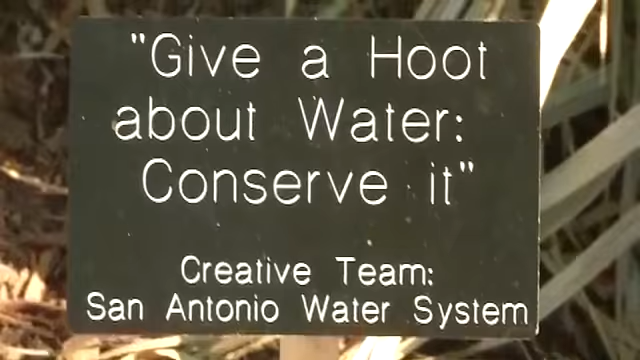 "Give a Hoot
about Water:
Conserve it"
Creative Team:
San Antonio Water System